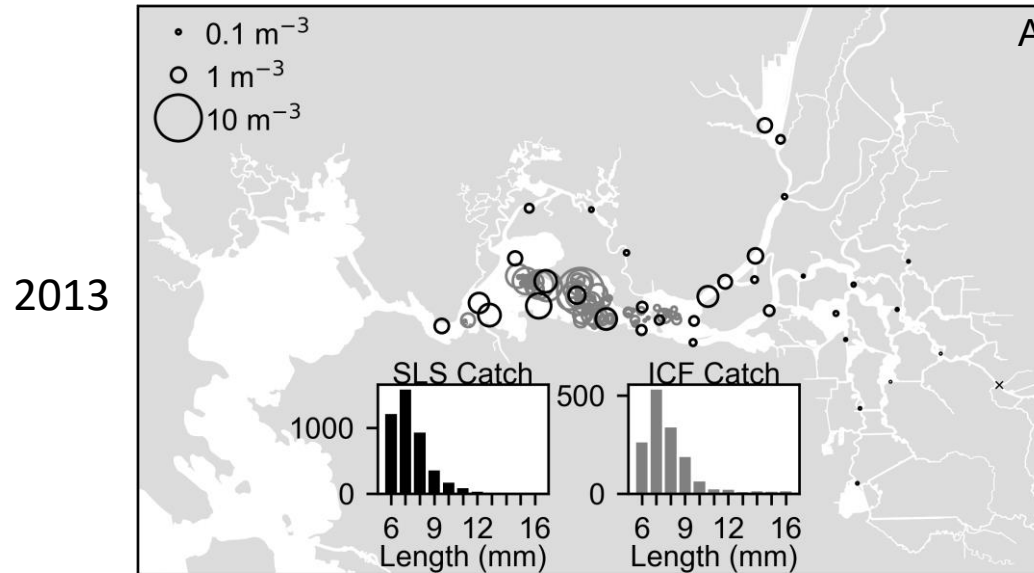 A
0.1 m⁻³
1 m⁻³
10 m⁻³
2013
SLS Catch
1000
0
6 9 12 16
Length (mm)
ICF Catch
500
0
6 9 12 16
Length (mm)